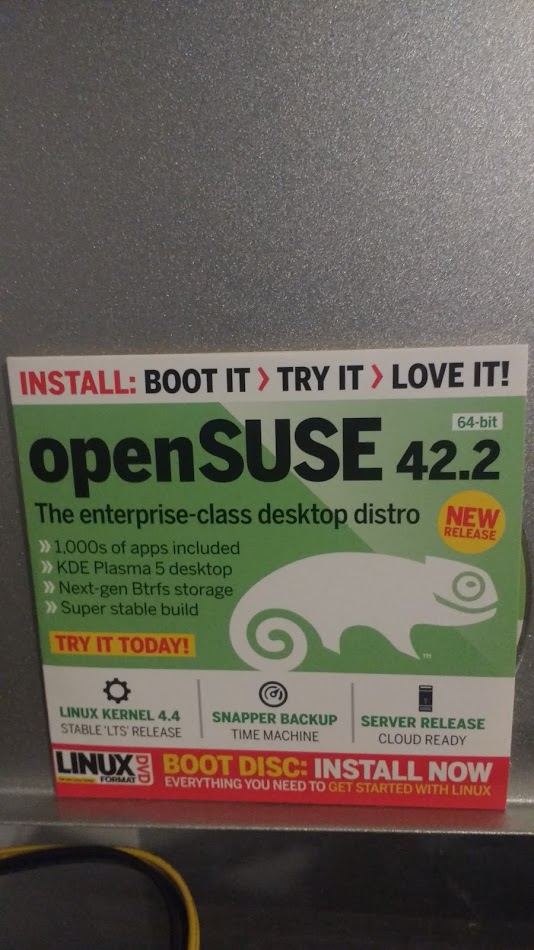 INSTALL: BOOT IT > TRY IT > LOVE IT!
64-bit
openSUSE 42.2
The enterprise-class desktop distro
NEW
RELEASE
» 1,000s of apps included
» KDE Plasma 5 desktop
» Next-gen Btrfs storage
» Super stable build
TRY IT TODAY!
TM
LINUX KERNEL 4.4
STABLE 'LTS' RELEASE
SNAPPER BACKUP
TIME MACHINE
SERVER RELEASE
CLOUD READY
LINUX
FORMAT
DVD
BOOT DISC: INSTALL NOW
EVERYTHING YOU NEED TO GET STARTED WITH LINUX